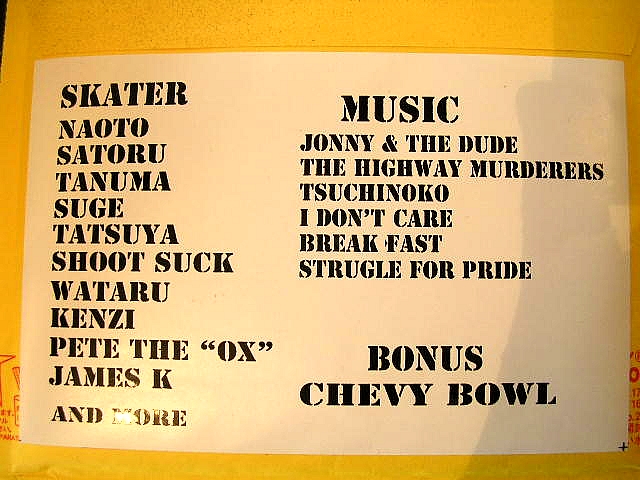 SKATER
NAOTO
SATORU
TANUMA
SUGE
TATSUYA
SHOOT SUCK
WATARU
KENZI
PETE THE “OX”
JAMES K
AND MORE
MUSIC
JONNY & THE DUDE
THE HIGHWAY MURDERERS
TSUCHINOKO
I DON'T CARE
BREAK FAST
STRUGLE FOR PRIDE
BONUS
CHEVY BOWL